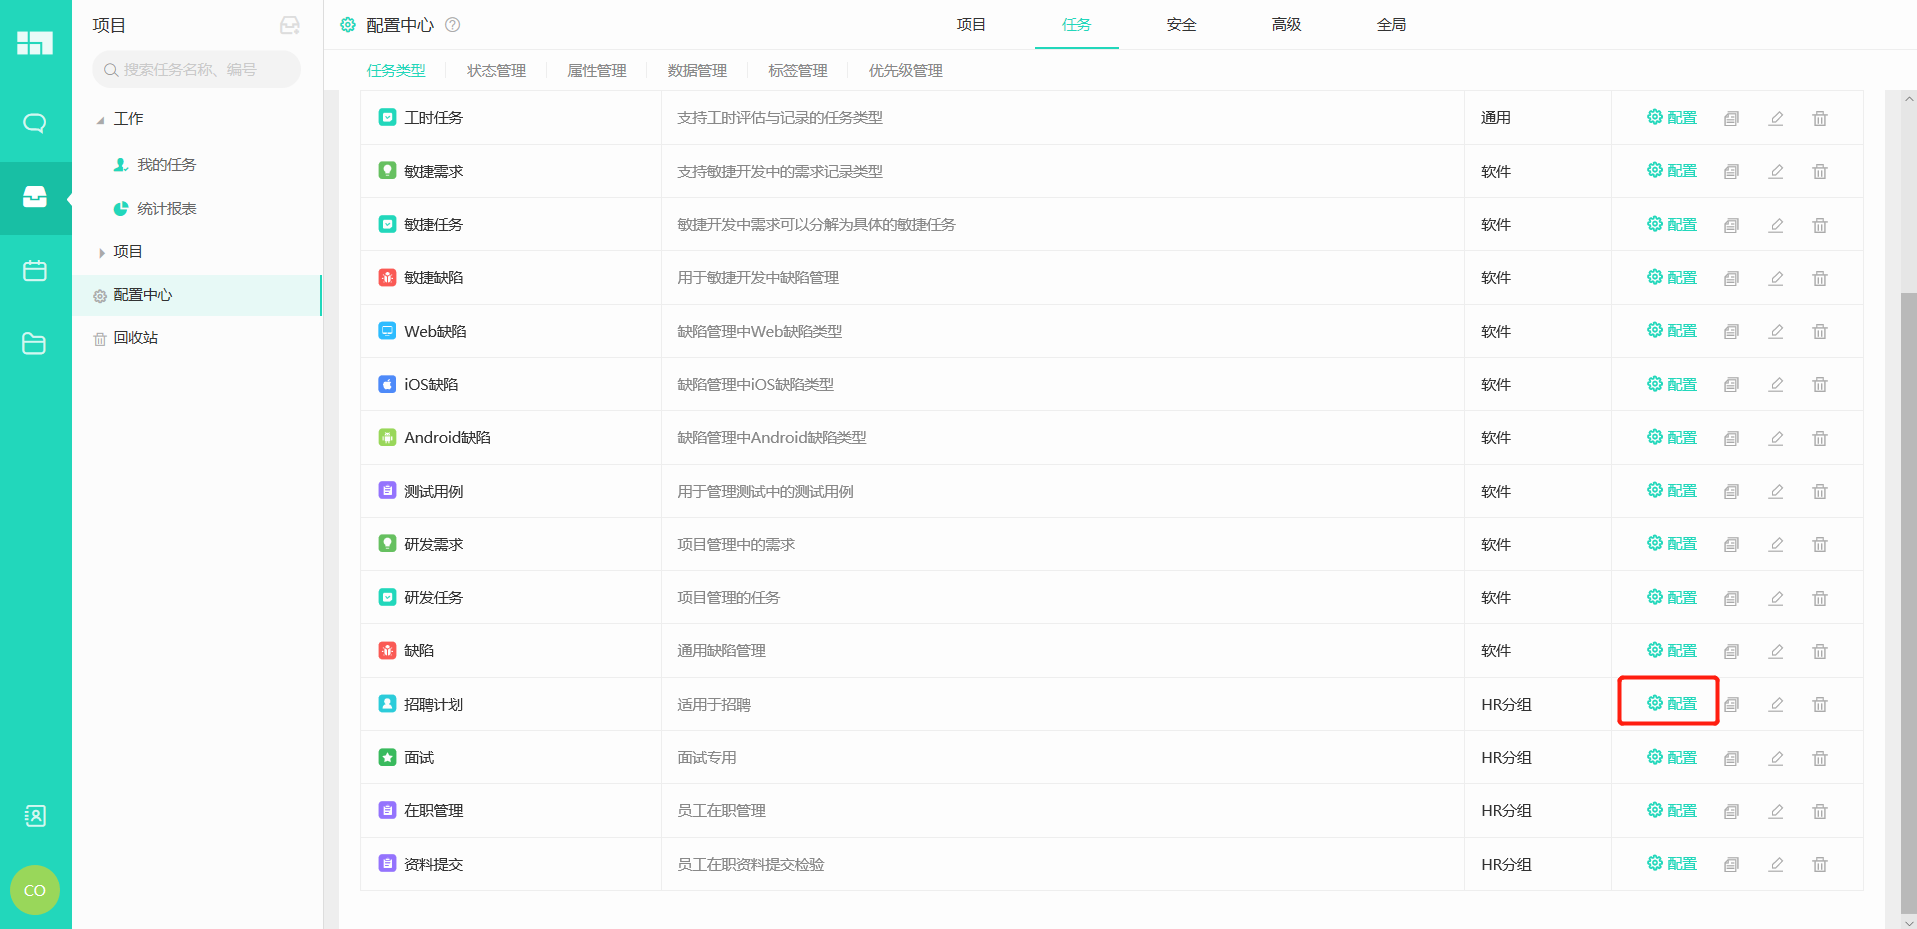 项目
搜索任务名称、编号
工作
我的任务
统计报表
项目
配置中心
回收站
CO
配置中心 项目 任务 安全 高级 全局
任务类型 状态管理 属性管理 数据管理 标签管理 优先级管理
工时任务 支持工时评估与记录的任务类型 通用 配置
敏捷需求 支持敏捷开发中的需求记录类型 软件 配置
敏捷任务 敏捷开发中需求可以分解为具体的敏捷任务 软件 配置
敏捷缺陷 用于敏捷开发中缺陷管理 软件 配置
Web缺陷 缺陷管理中Web缺陷类型 软件 配置
iOS缺陷 缺陷管理中iOS缺陷类型 软件 配置
Android缺陷 缺陷管理中Android缺陷类型 软件 配置
测试用例 用于管理测试中的测试用例 软件 配置
研发需求 项目管理中的需求 软件 配置
研发任务 项目管理的任务 软件 配置
缺陷 通用缺陷管理 软件 配置
招聘计划 适用于招聘 HR分组 配置
面试 面试专用 HR分组 配置
在职管理 员工在职管理 HR分组 配置
资料提交 员工在职资料提交检验 HR分组 配置